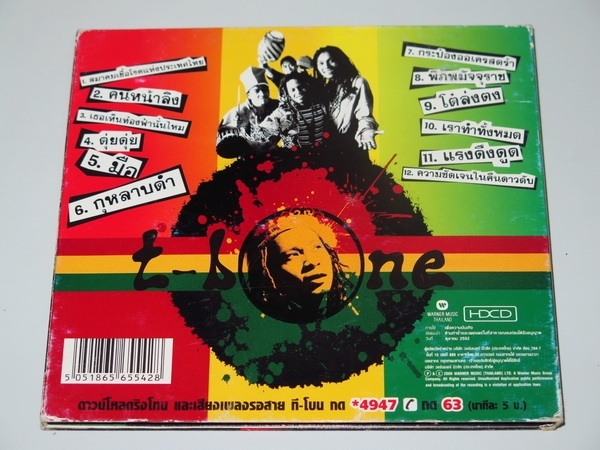 1. สมาคมเชื้อโรคแห่งประเทศไทย
2. คนหน้าลิง
3. เธอเห็นท้องฟ้านั่นไหม
4. ตุ่ยตุ่ย
5. มือ
6. กุหลาบดำ
7. กระป๋องออเครสตร้า
8. พิภพมัจจุราช
9. โด่ส่งตง
10. เราทำทั้งหมด
11. แรงดึงดูด
12. ความชัดเจนในคืนดาวดับ
t-bone
WARNER MUSIC
THAILAND
HDCD
5 051865 655428
ดาวน์โหลดริงโทน และเสียงเพลงรอสาย ที-โบน กด *4947 กด 63 (นาทีละ 5 บ.)